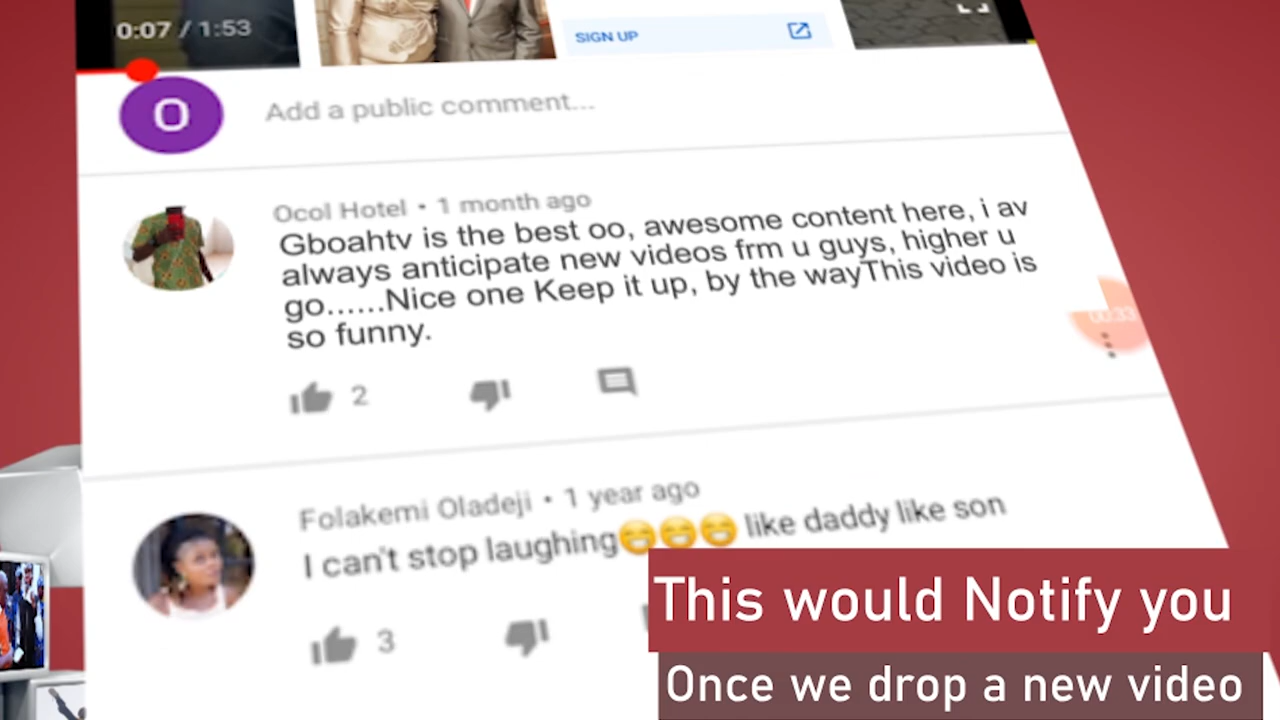 0:07 / 1:53
SIGN UP
O
Add a public comment...
Ocol Hotel • 1 month ago
Gboahtv is the best oo, awesome content here, i av
always anticipate new videos frm u guys, higher u
go......Nice one Keep it up, by the wayThis video is
so funny.
00:33
2
Folakemi Oladeji • 1 year ago
I can't stop laughing😁😁😁 like daddy like son
3
This would Notify you
Once we drop a new video